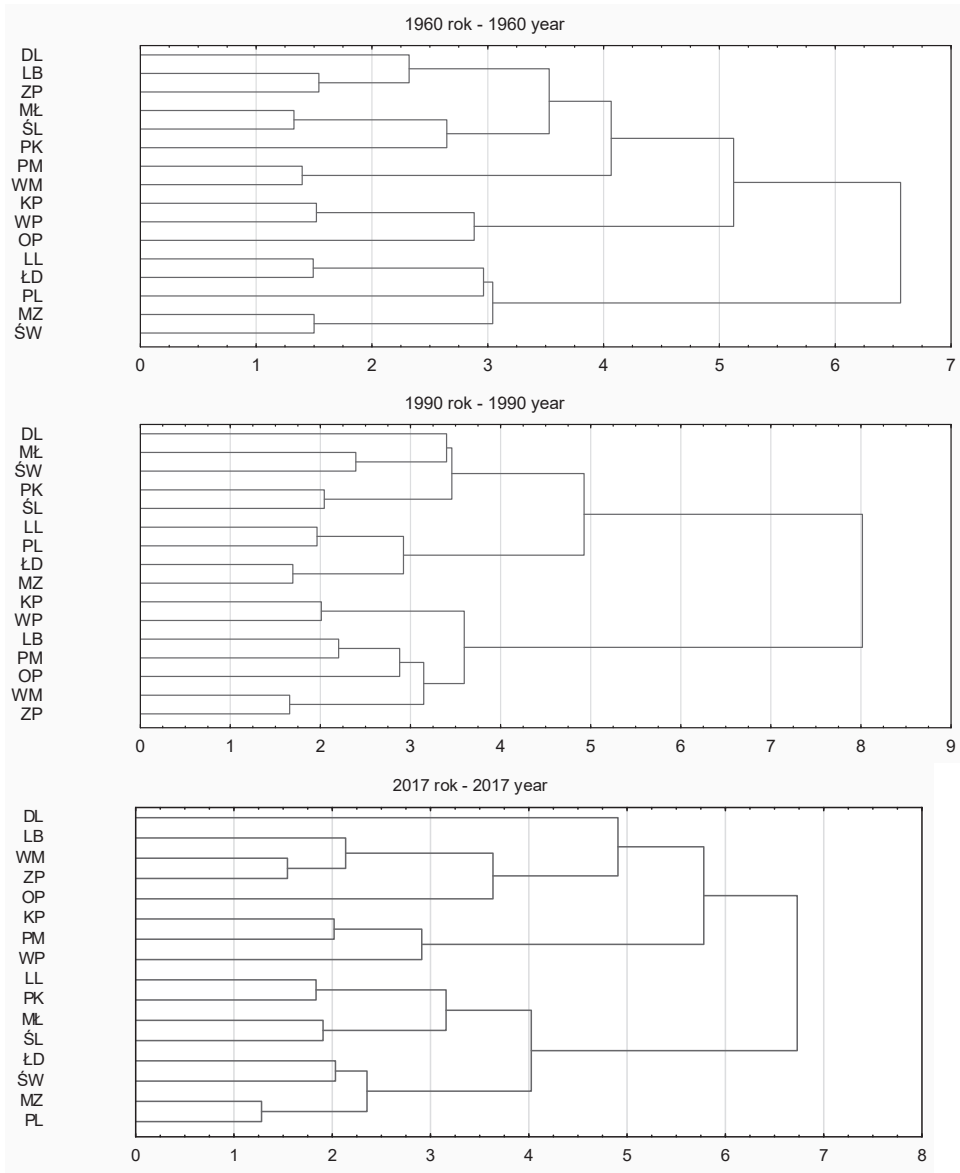 1960 rok - 1960 year
DL
LB
ZP
MŁ
ŚL
PK
PM
WM
KP
WP
OP
LL
ŁD
PL
MZ
ŚW
0 1 2 3 4 5 6 7
1990 rok - 1990 year
DL
MŁ
ŚW
PK
ŚL
LL
PL
ŁD
MZ
KP
WP
LB
PM
OP
WM
ZP
0 1 2 3 4 5 6 7 8 9
2017 rok - 2017 year
DL
LB
WM
ZP
OP
KP
PM
WP
LL
PK
MŁ
ŚL
ŁD
ŚW
MZ
PL
0 1 2 3 4 5 6 7 8